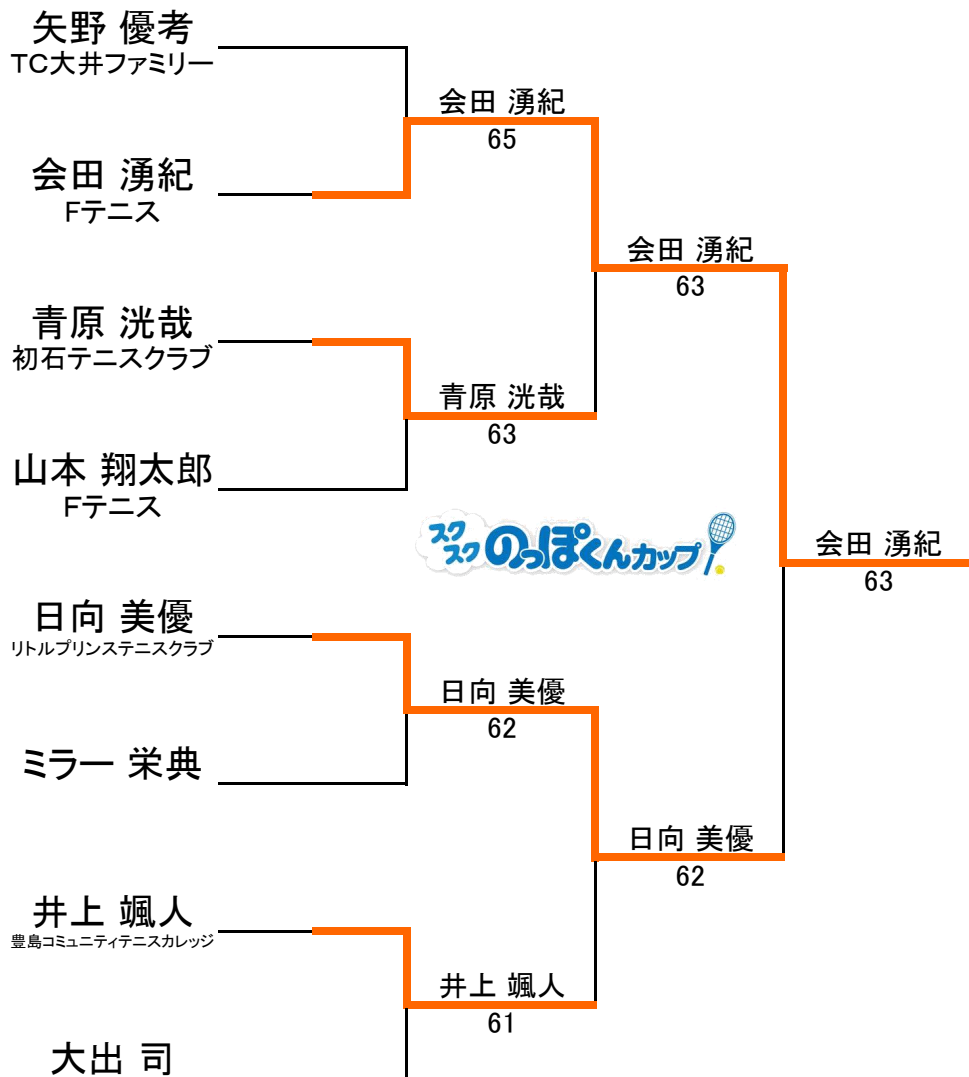 矢野 優考
TC大井ファミリー
会田 湧紀
65
会田 湧紀
Fテニス
会田 湧紀
63
青原 洸哉
初石テニスクラブ
青原 洸哉
63
山本 翔太郎
Fテニス
スクスク のっぽくんカップ!
会田 湧紀
63
日向 美優
リトルプリンステニスクラブ
日向 美優
62
ミラー 栄典
日向 美優
62
井上 颯人
豊島コミュニティテニスカレッジ
井上 颯人
61
大出 司